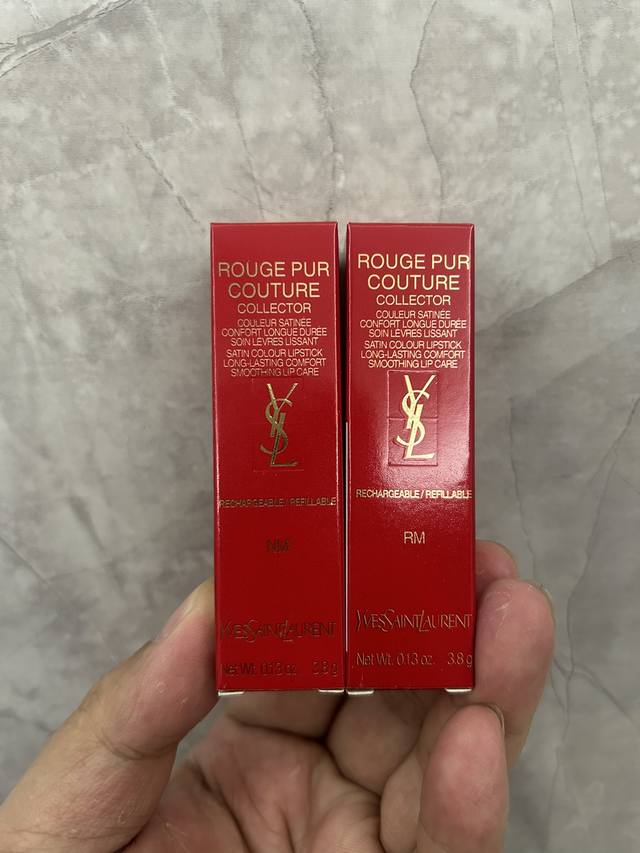 ROUGE PUR
COUTURE
COLLECTOR
COULEUR SATINÉE
CONFORT LONGUE DURÉE
SOIN LÈVRES LISSANT
SATIN COLOUR LIPSTICK
LONG-LASTING COMFORT
SMOOTHING LIP CARE
YSL
RECHARGEABLE / REFILLABLE
NM
YVESSAINTLAURENT
Net Wt. 0.13 oz. 3.8 g
ROUGE PUR
COUTURE
COLLECTOR
COULEUR SATINÉE
CONFORT LONGUE DURÉE
SOIN LÈVRES LISSANT
SATIN COLOUR LIPSTICK
LONG-LASTING COMFORT
SMOOTHING LIP CARE
YSL
RECHARGEABLE / REFILLABLE
RM
YVESSAINTLAURENT
Net Wt. 0.13 oz. 3.8 g